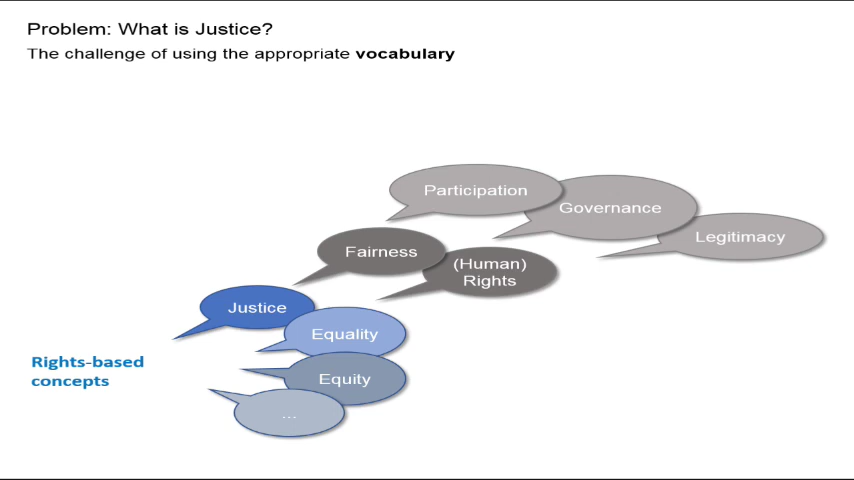 Problem: What is Justice?
The challenge of using the appropriate vocabulary
Participation
Governance
Legitimacy
Fairness
(Human)
Rights
Justice
Equality
Rights-based
concepts
Equity
...